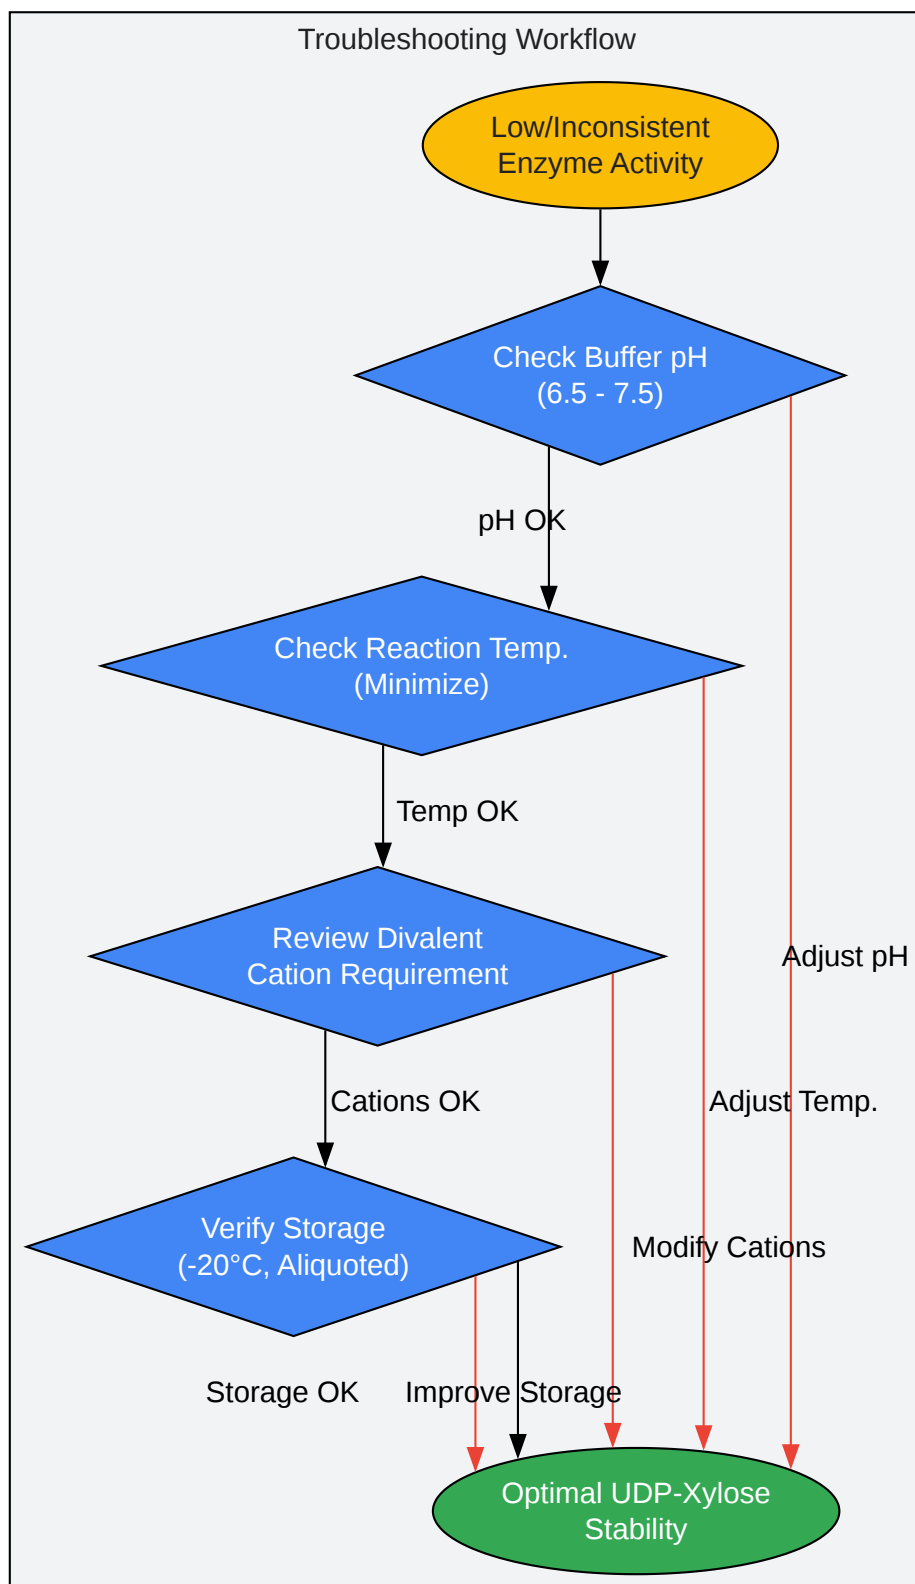 Troubleshooting Workflow
Low/Inconsistent
Enzyme Activity
Check Buffer pH
(6.5 - 7.5)
pH OK
Check Reaction Temp.
(Minimize)
Temp OK
Review Divalent
Cation Requirement
Adjust pH
Cations OK
Adjust Temp.
Verify Storage
(-20°C, Aliquoted)
Modify Cations
Storage OK
Improve Storage
Optimal UDP-Xylose
Stability